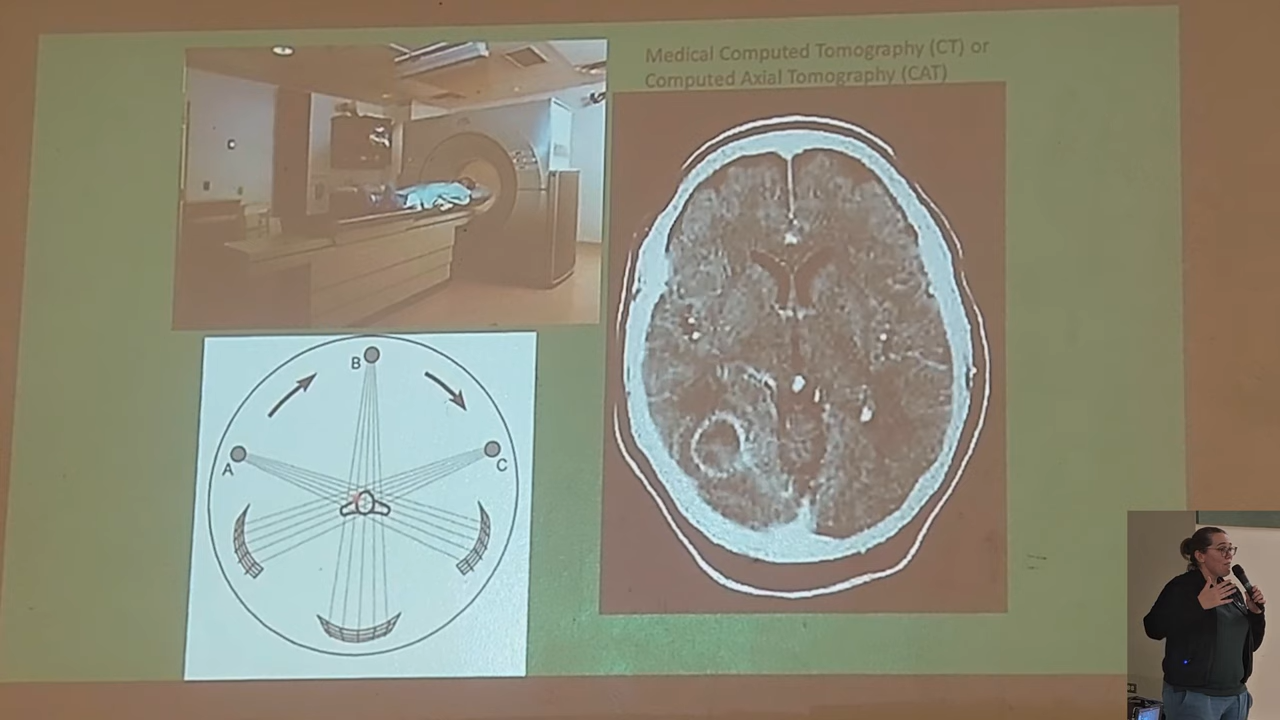 Medical Computed Tomography (CT) or
Computed Axial Tomography (CAT)
B
A
C